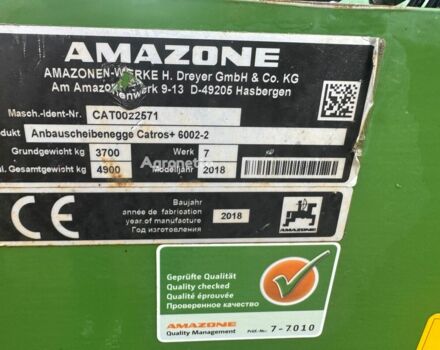 AMAZONE
AMAZONEN-WERKE H. Dreyer GmbH & Co. KG
Am Amazonenwerk 9-13 D-49205 Hasbergen
Masch.-Ident-Nr. CAT0022571
dukt Anbauscheibenegge Catros+ 6002-2
Grundgewicht kg 3700 Werk 7
ul. Gesamtgewicht kg 4900 Modelljahr 2018
Agronetto
CE
Baujahr
année de fabrication
year of manufacture
Год изготовления
2018
AMAZONE
Geprüfte Qualität
Quality checked
Qualité éprouvée
Проверенное качество
AMAZONE
Quality Management
Prüf.-Nr.: 7-7010